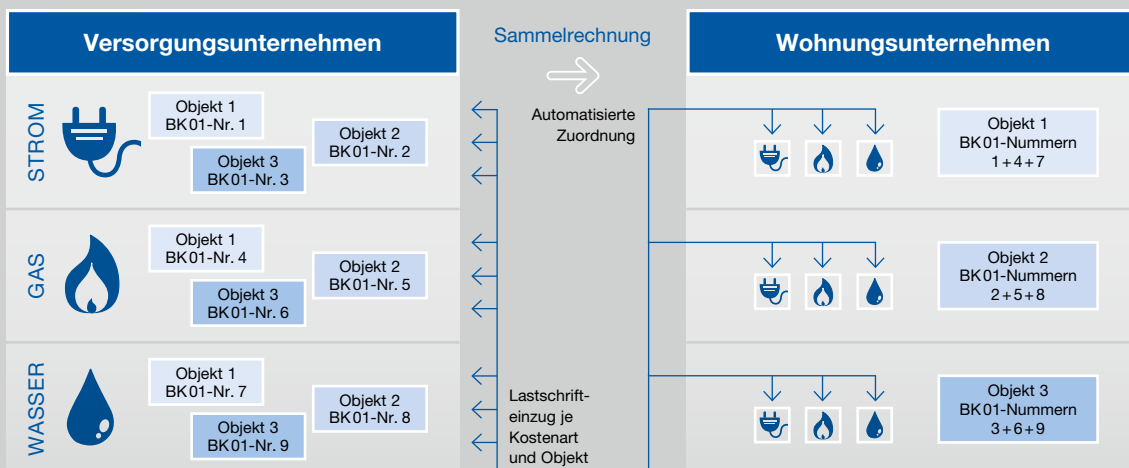 Versorgungsunternehmen
Sammelrechnung
Wohnungsunternehmen
STROM
Objekt 1
BK01-Nr. 1
Objekt 2
BK01-Nr. 2
Objekt 3
BK01-Nr. 3
Automatisierte
Zuordnung
Objekt 1
BK01-Nummern
1+4+7
GAS
Objekt 1
BK01-Nr. 4
Objekt 2
BK01-Nr. 5
Objekt 3
BK01-Nr. 6
Objekt 2
BK01-Nummern
2+5+8
WASSER
Objekt 1
BK01-Nr. 7
Objekt 2
BK01-Nr. 8
Objekt 3
BK01-Nr. 9
Lastschrift-
einzug je
Kostenart
und Objekt
Objekt 3
BK01-Nummern
3+6+9